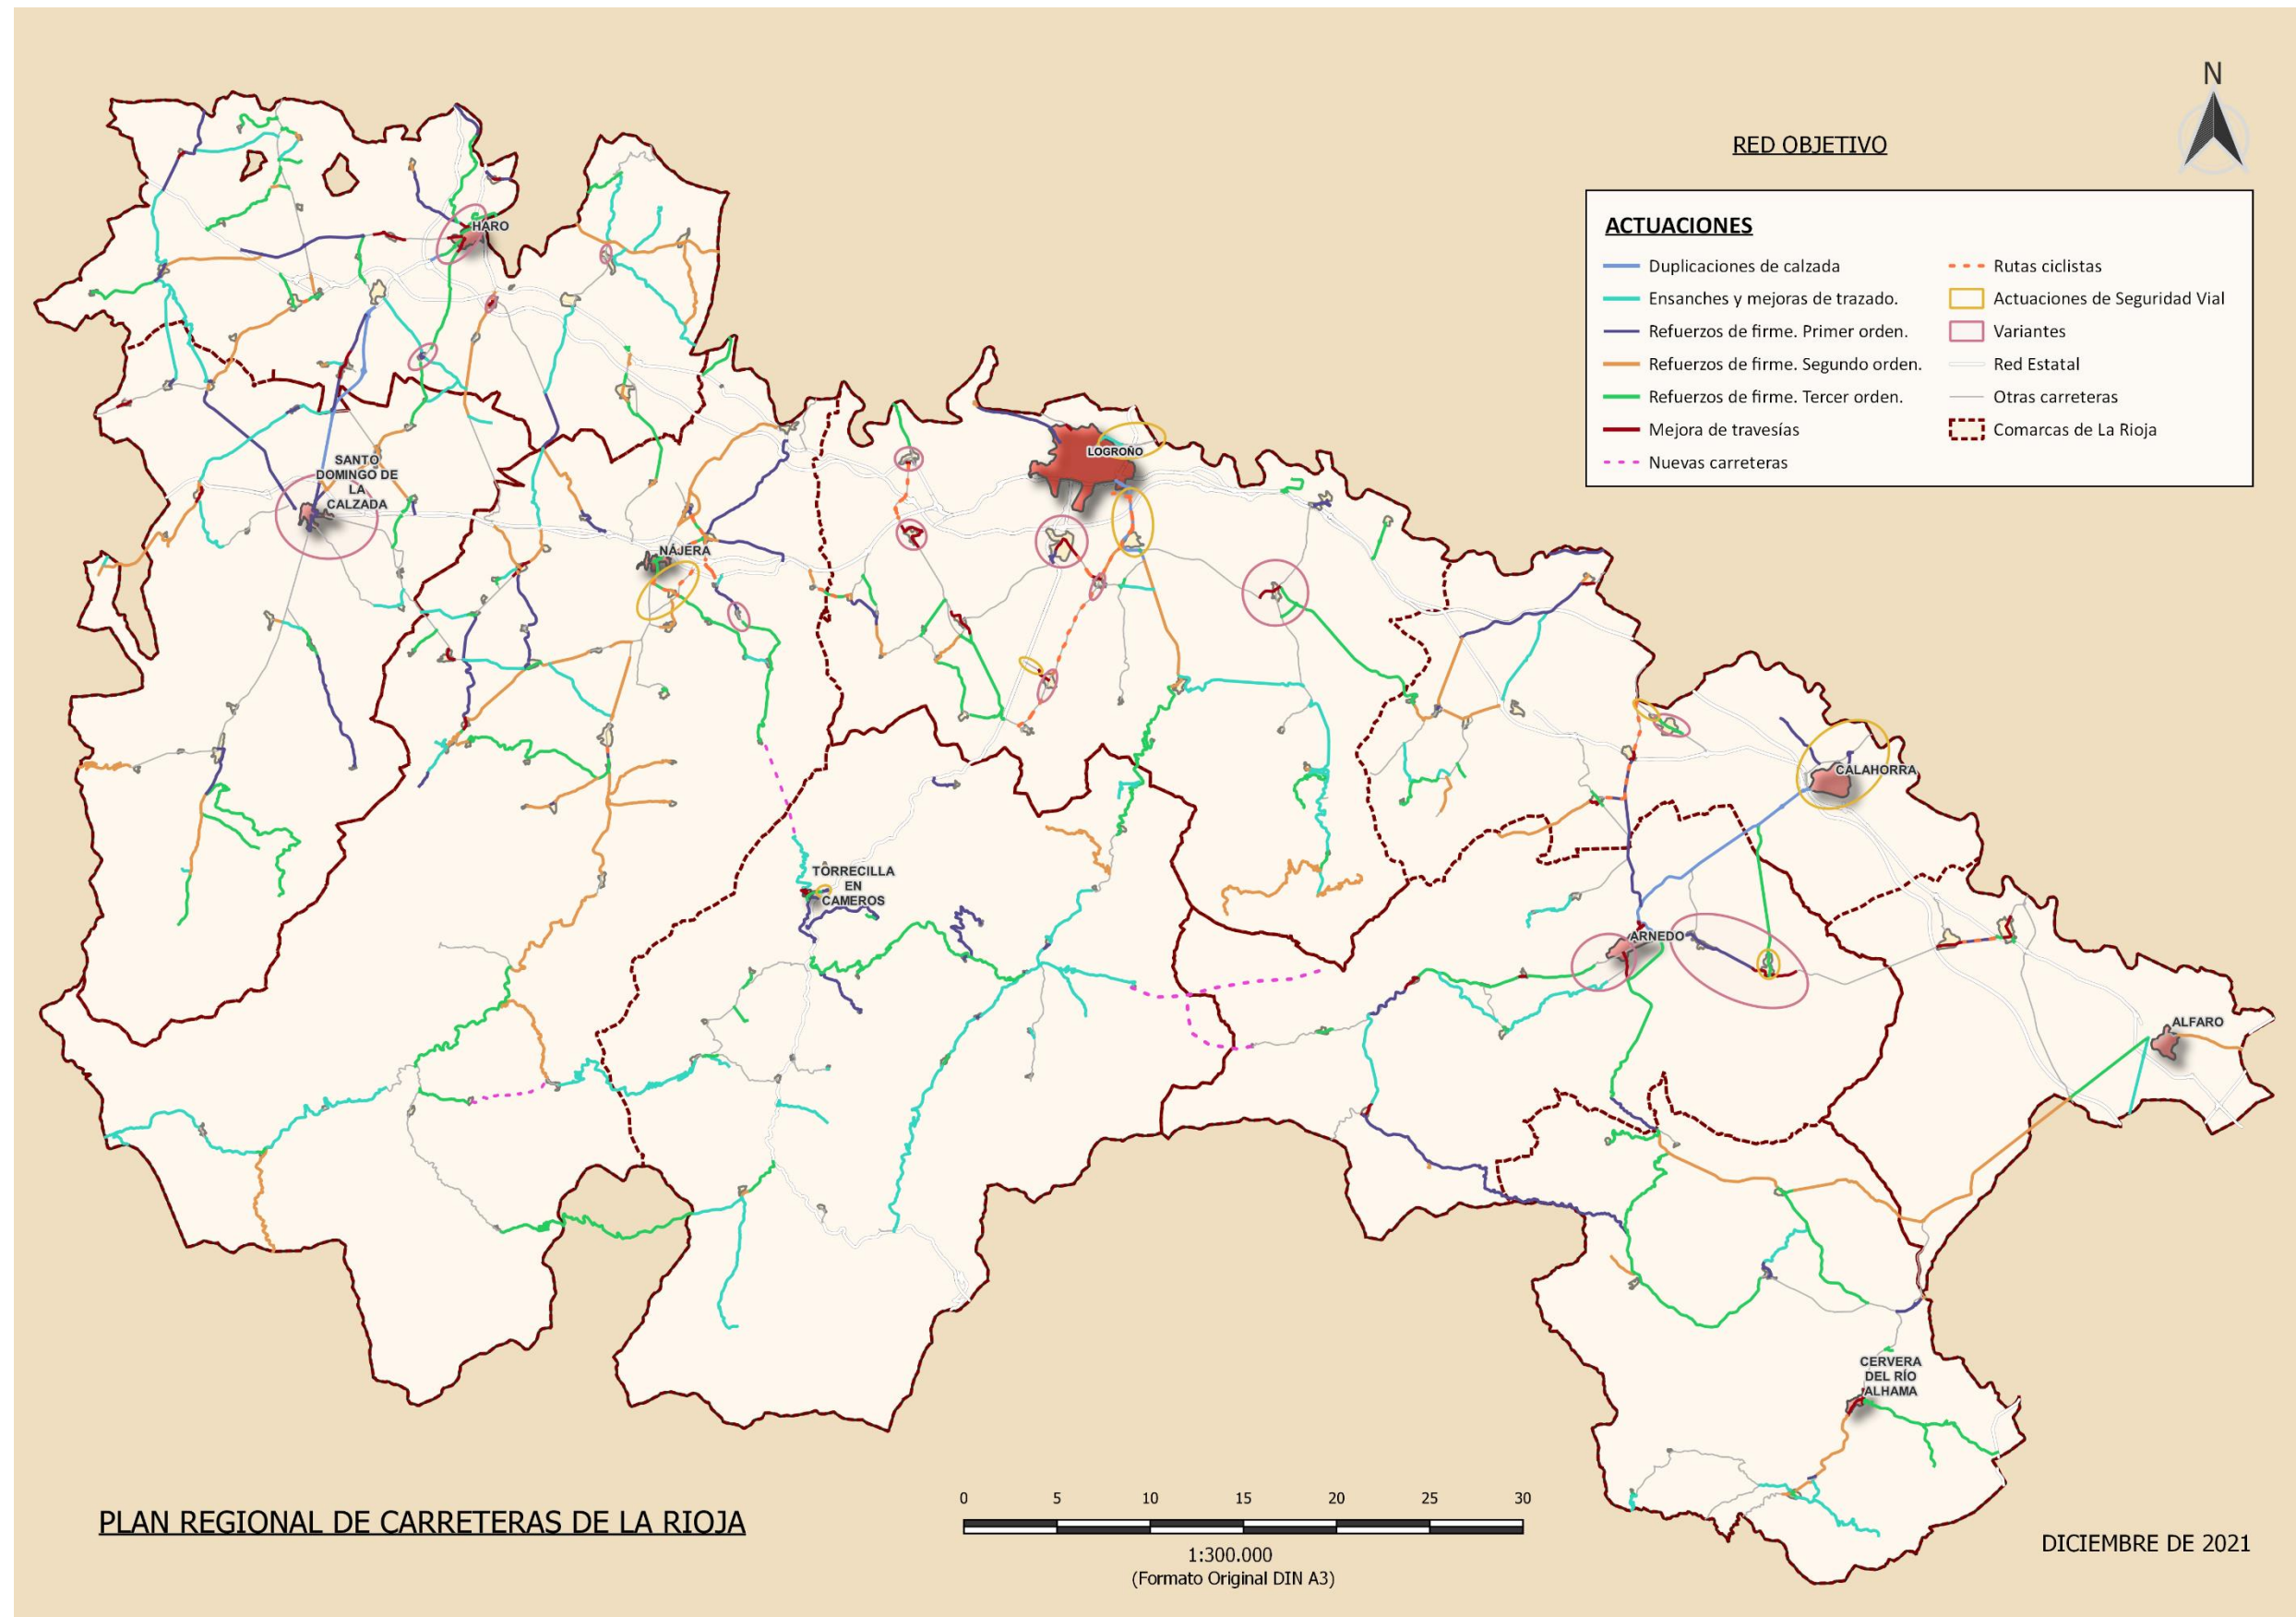 N
RED OBJETIVO
ACTUACIONES
Duplicaciones de calzada
Ensanches y mejoras de trazado.
Refuerzos de firme. Primer orden.
Refuerzos de firme. Segundo orden.
Refuerzos de firme. Tercer orden.
Mejora de travesías
Nuevas carreteras
Rutas ciclistas
Actuaciones de Seguridad Vial
Variantes
Red Estatal
Otras carreteras
Comarcas de La Rioja
HARO
LOGROÑO
SANTO
DOMINGO DE
LA
CALZADA
NÁJERA
CALAHORRA
TORRECILLA
EN
CAMEROS
ARNEDO
ALFARO
CERVERA
DEL RÍO
ALHAMA
PLAN REGIONAL DE CARRETERAS DE LA RIOJA
0 5 10 15 20 25 30
1:300.000
(Formato Original DIN A3)
DICIEMBRE DE 2021